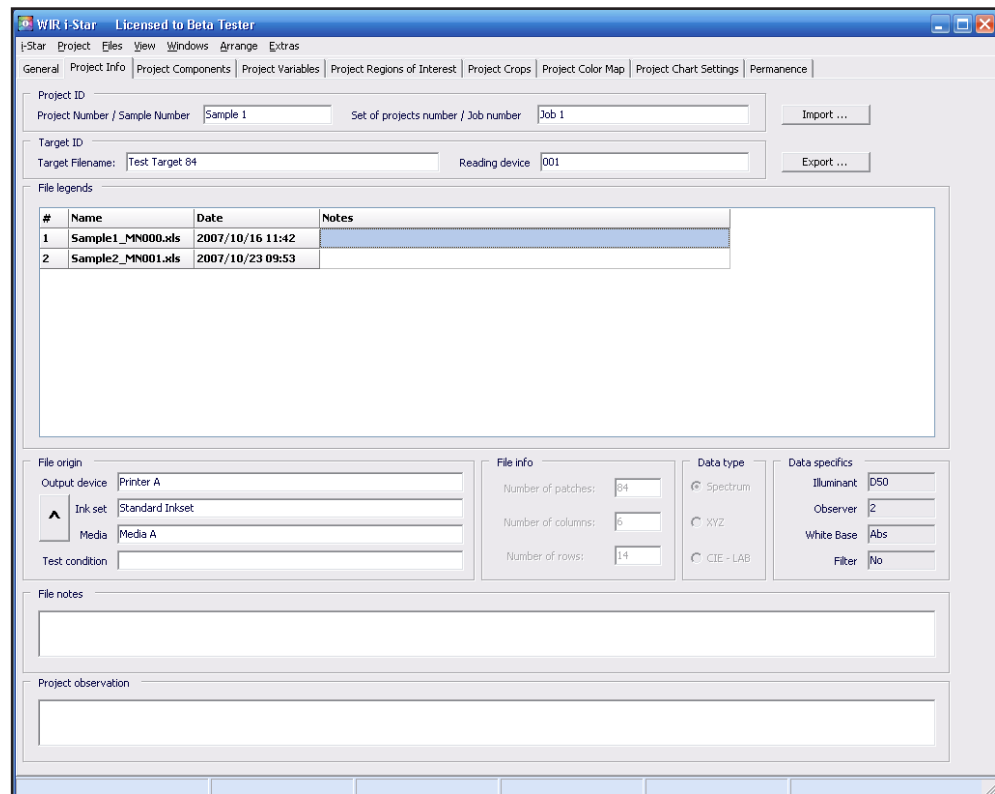 WIR i-Star Licensed to Beta Tester
i-Star Project Files View Windows Arrange Extras
General Project Info Project Components Project Variables Project Regions of Interest Project Crops Project Color Map Project Chart Settings Permanence
Project ID
Project Number / Sample Number Sample 1 Set of projects number / Job number Job 1 Import ...
Target ID
Target Filename: Test Target 84 Reading device 001 Export ...
File legends
# Name Date Notes
1 Sample1_MN000.xls 2007/10/16 11:42
2 Sample2_MN001.xls 2007/10/23 09:53
File origin File info Data type Data specifics
Output device Printer A Number of patches: 84 Spectrum Illuminant D50
^ Ink set Standard Inkset Number of columns: 6 XYZ Observer 2
Media Media A White Base Abs
Test condition Number of rows: 14 CIE - LAB Filter No
File notes
Project observation